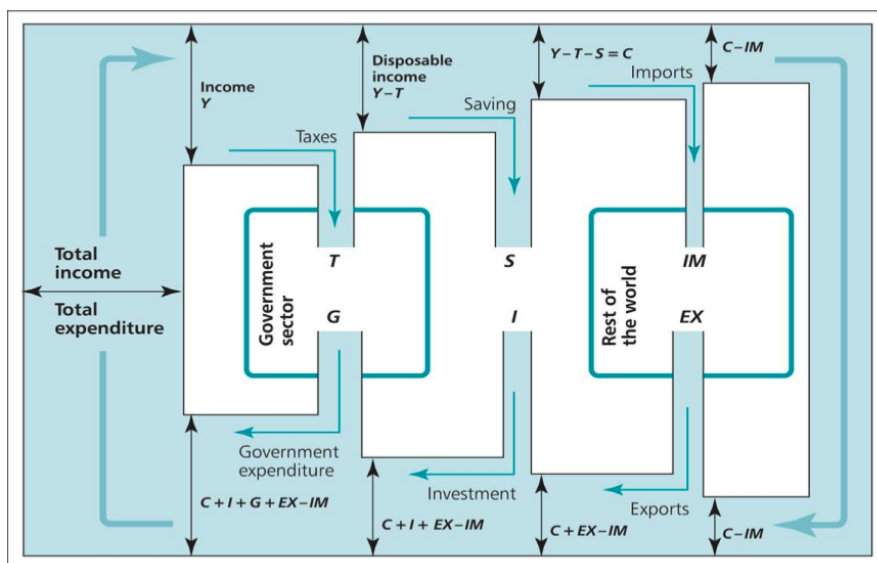 Income
Y
Disposable
income
Y–T
Y–T–S = C
C–IM
Imports
Saving
Taxes
Total
income
Total
expenditure
Government
sector
T
G
S
I
Rest of
the world
IM
EX
Government
expenditure
Investment
Exports
C + I + G + EX–IM
C + I + EX–IM
C + EX–IM
C–IM